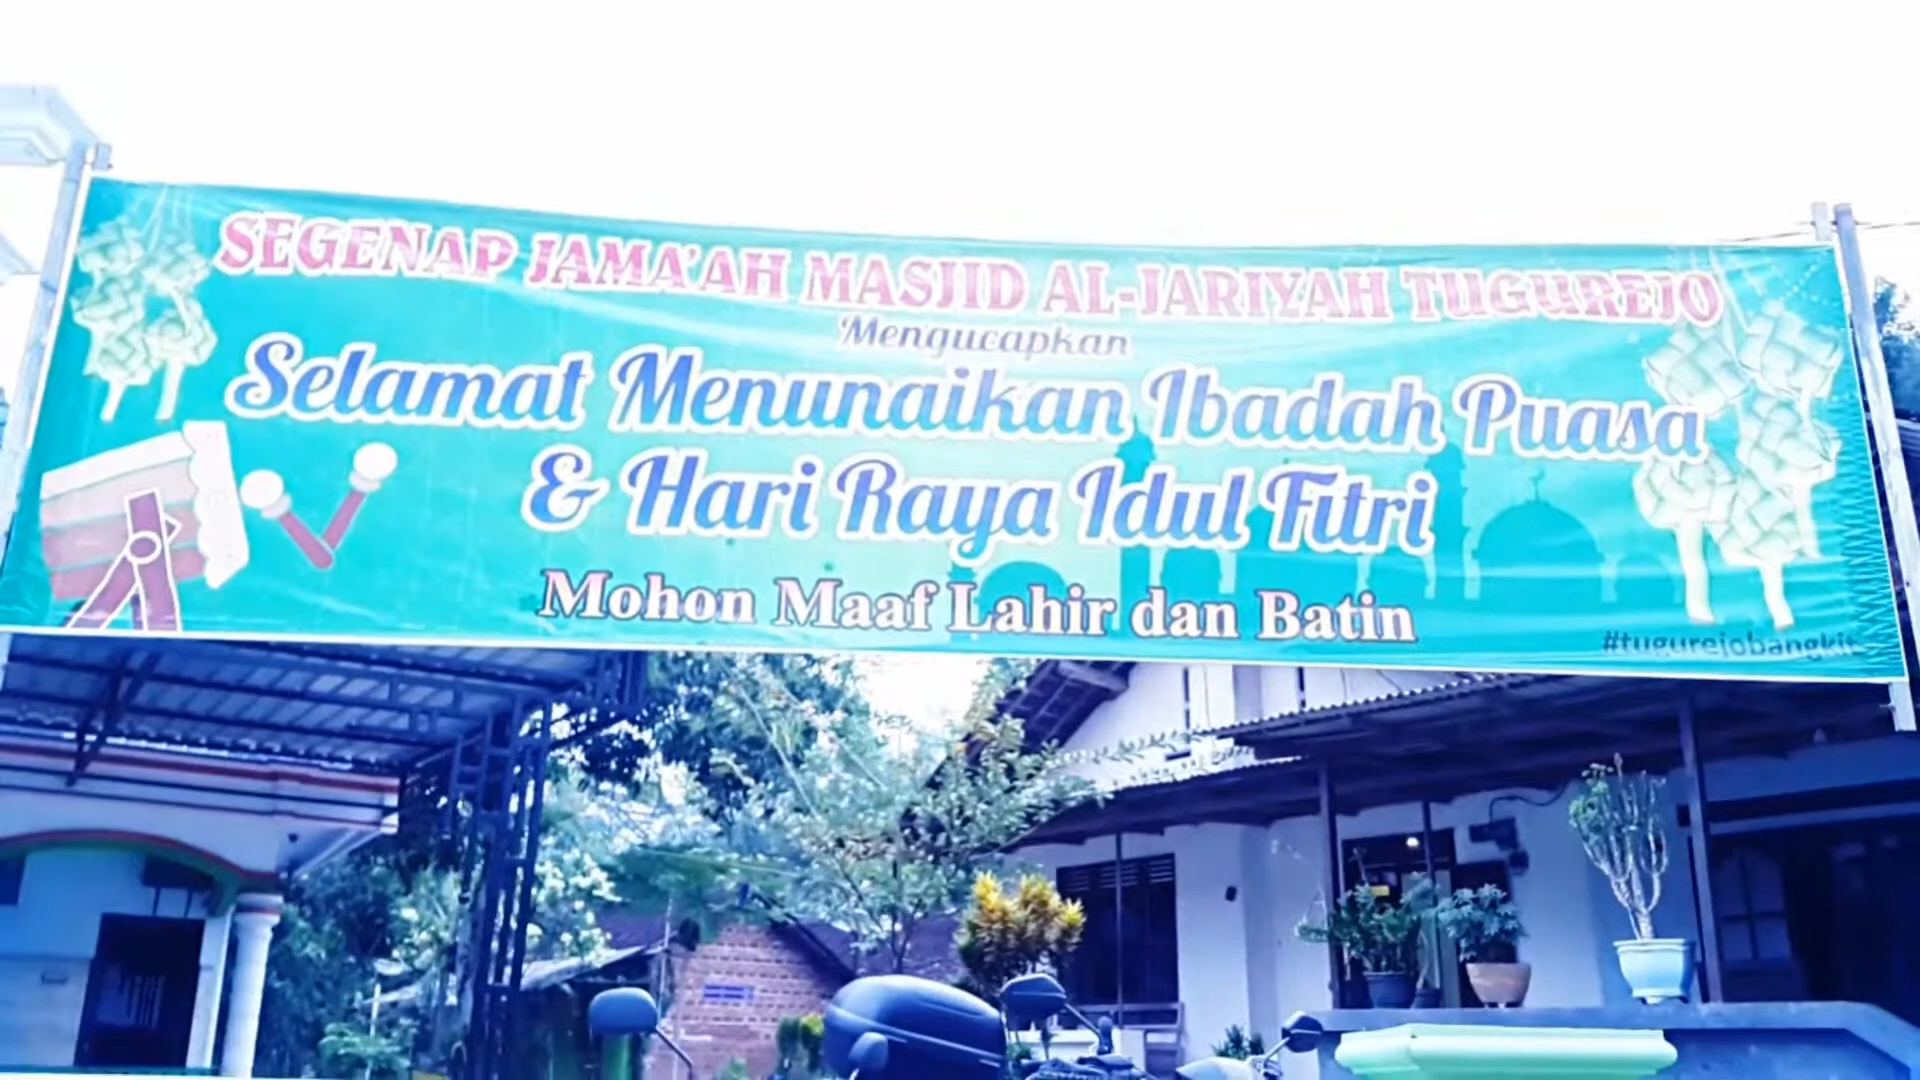 SEGENAP JAMA'AH MASJID AL-JARIYAH TUGUREJO
Mengucapkan
Selamat Menunaikan Ibadah Puasa
& Hari Raya Idul Fitri
Mohon Maaf Lahir dan Batin
#tugurejobangkit